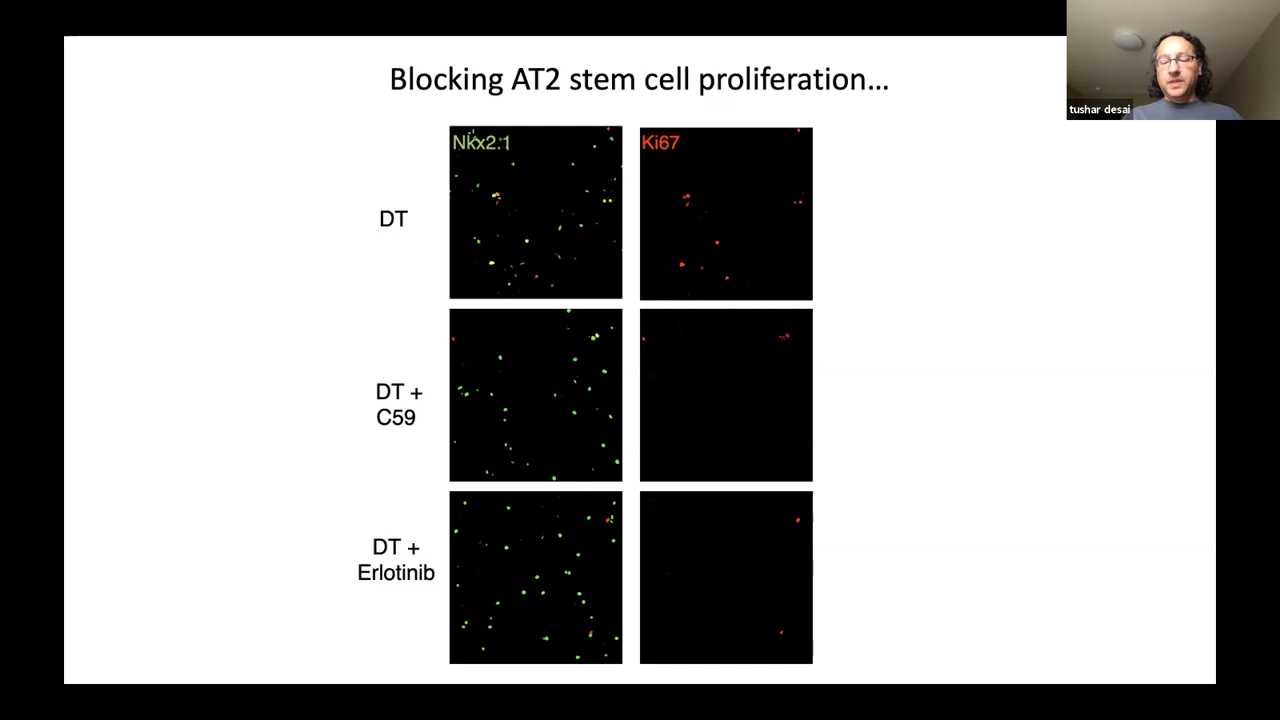 Blocking AT2 stem cell proliferation...
tushar desai
Nkx2.1
Ki67
DT
DT +
C59
DT +
Erlotinib